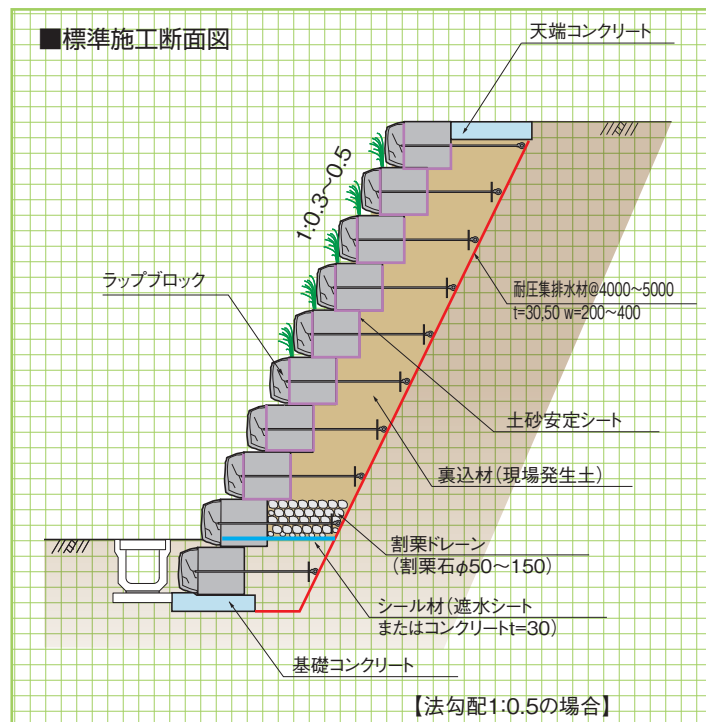 ■標準施工断面図
天端コンクリート
1:0.3~0.5
ラップブロック
耐圧集排水材@4000~5000
t=30,50 w=200~400
土砂安定シート
裏込材(現場発生土)
割栗ドレーン
(割栗石φ50~150)
シール材(遮水シート
またはコンクリートt=30)
基礎コンクリート
【法勾配1:0.5の場合】